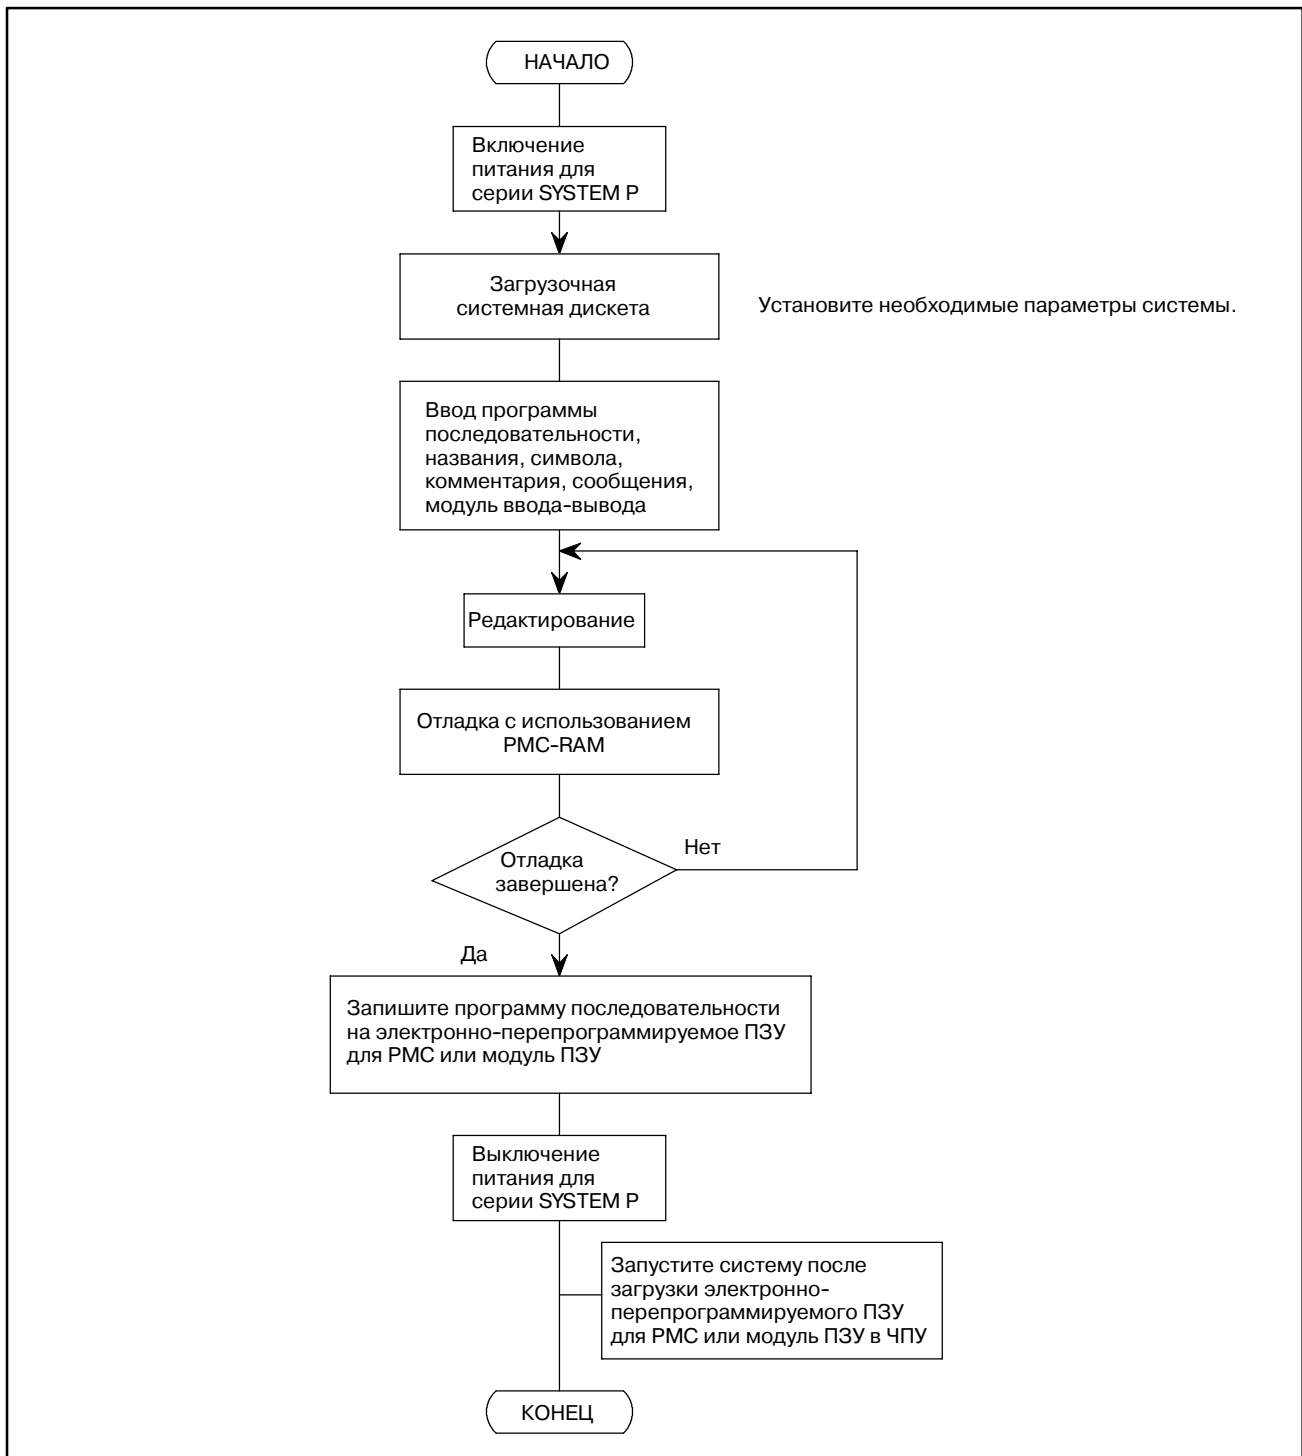 НАЧАЛО
Включение
питания для
серии SYSTEM P
Загрузочная
системная дискета
Установите необходимые параметры системы.
Ввод программы
последовательности,
названия, символа,
комментария, сообщения,
модуль ввода-вывода
Редактирование
Отладка с использованием
PMC-RAM
Отладка
завершена?
Нет
Да
Запишите программу последовательности
на электронно-перепрограммируемое ПЗУ
для PMC или модуль ПЗУ
Выключение
питания для
серии SYSTEM P
Запустите систему после
загрузки электронно-
перепрограммируемого ПЗУ
для PMC или модуль ПЗУ в ЧПУ
КОНЕЦ